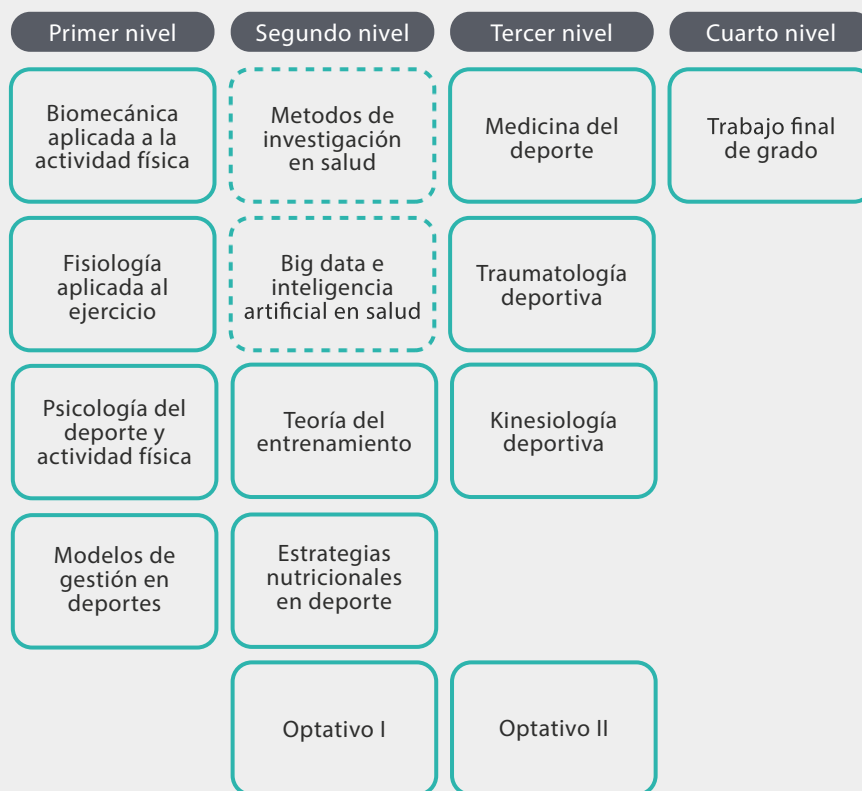 Primer nivel
Segundo nivel
Tercer nivel
Cuarto nivel
Biomecánica
aplicada a la
actividad física
Metodos de
investigación
en salud
Medicina del
deporte
Trabajo final
de grado
Fisiología
aplicada al
ejercicio
Big data e
inteligencia
artificial en salud
Traumatología
deportiva
Psicología del
deporte y
actividad física
Teoría del
entrenamiento
Kinesiología
deportiva
Modelos de
gestión en
deportes
Estrategias
nutricionales
en deporte
Optativo I
Optativo II